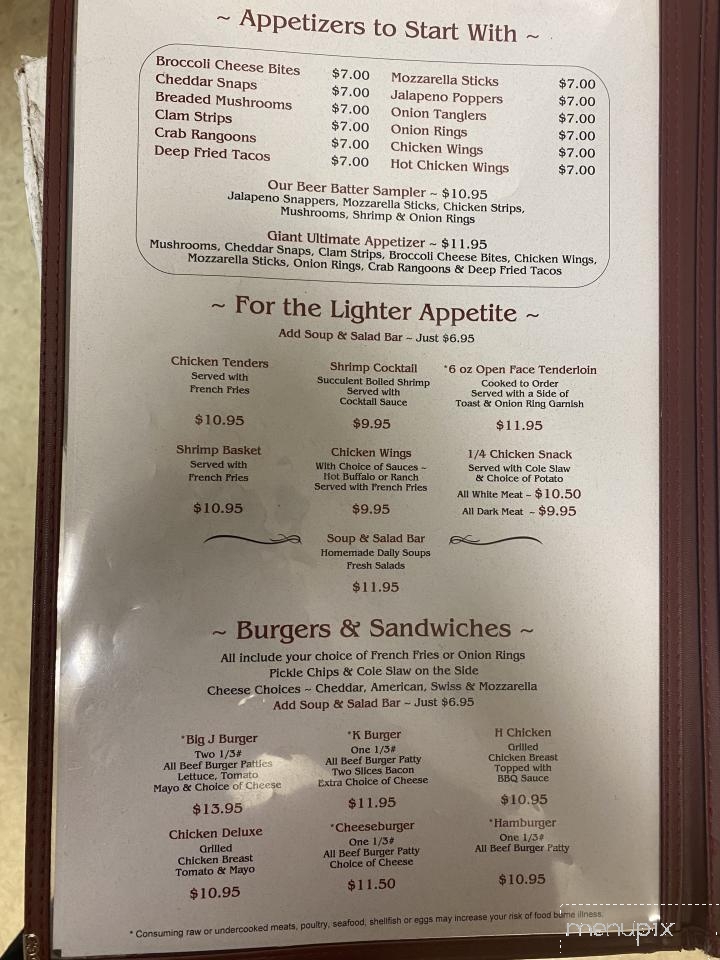 ~ Appetizers to Start With ~
Broccoli Cheese Bites $7.00 Mozzarella Sticks $7.00
Cheddar Snaps $7.00 Jalapeno Poppers $7.00
Breaded Mushrooms $7.00 Onion Tanglers $7.00
Clam Strips $7.00 Onion Rings $7.00
Crab Rangoons $7.00 Chicken Wings $7.00
Deep Fried Tacos $7.00 Hot Chicken Wings $7.00
Our Beer Batter Sampler ~ $10.95
Jalapeno Snappers, Mozzarella Sticks, Chicken Strips,
Mushrooms, Shrimp & Onion Rings
Giant Ultimate Appetizer ~ $11.95
Mushrooms, Cheddar Snaps, Clam Strips, Broccoli Cheese Bites, Chicken Wings,
Mozzarella Sticks, Onion Rings, Crab Rangoons & Deep Fried Tacos
~ For the Lighter Appetite ~
Add Soup & Salad Bar ~ Just $6.95
Chicken Tenders
Served with
French Fries
$10.95
Shrimp Cocktail
Succulent Boiled Shrimp
Served with
Cocktail Sauce
$9.95
*6 oz Open Face Tenderloin
Cooked to Order
Served with a Side of
Toast & Onion Ring Garnish
$11.95
Shrimp Basket
Served with
French Fries
$10.95
Chicken Wings
With Choice of Sauces ~
Hot Buffalo or Ranch
Served with French Fries
$9.95
1/4 Chicken Snack
Served with Cole Slaw
& Choice of Potato
All White Meat ~ $10.50
All Dark Meat ~ $9.95
Soup & Salad Bar
Homemade Daily Soups
Fresh Salads
$11.95
~ Burgers & Sandwiches ~
All include your choice of French Fries or Onion Rings
Pickle Chips & Cole Slaw on the Side
Cheese Choices ~ Cheddar, American, Swiss & Mozzarella
Add Soup & Salad Bar ~ Just $6.95
*Big J Burger
Two 1/3#
All Beef Burger Patties
Lettuce, Tomato
Mayo & Choice of Cheese
$13.95
*K Burger
One 1/3#
All Beef Burger Patty
Two Slices Bacon
Extra Choice of Cheese
$11.95
H Chicken
Grilled
Chicken Breast
Topped with
BBQ Sauce
$10.95
Chicken Deluxe
Grilled
Chicken Breast
Tomato & Mayo
$10.95
*Cheeseburger
One 1/3#
All Beef Burger Patty
Choice of Cheese
$11.50
*Hamburger
One 1/3#
All Beef Burger Patty
$10.95
* Consuming raw or undercooked meats, poultry, seafood, shellfish or eggs may increase your risk of food borne illness.
menupix